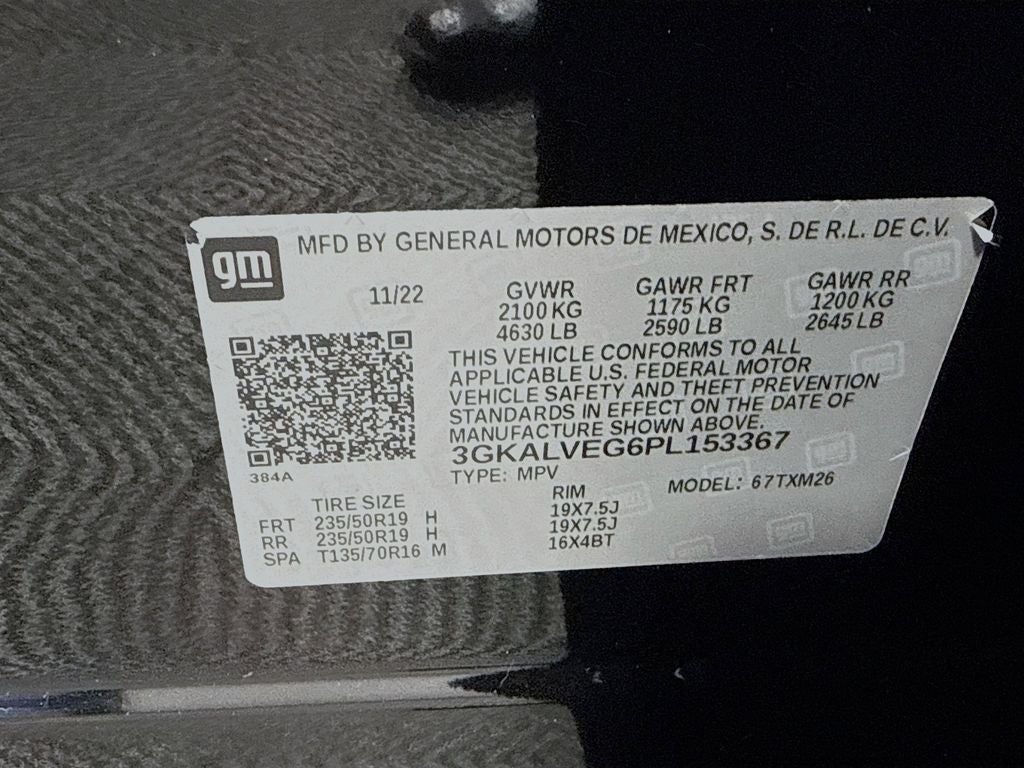 gm
MFD BY GENERAL MOTORS DE MEXICO, S. DE R.L. DE C.V.
11/22
GVWR GAWR FRT GAWR RR
2100 KG 1175 KG 1200 KG
4630 LB 2590 LB 2645 LB
THIS VEHICLE CONFORMS TO ALL
APPLICABLE U.S. FEDERAL MOTOR
VEHICLE SAFETY AND THEFT PREVENTION
STANDARDS IN EFFECT ON THE DATE OF
MANUFACTURE SHOWN ABOVE.
3GKALVEG6PL153367
384A
TYPE: MPV MODEL: 67TXM26
TIRE SIZE RIM
FRT 235/50R19 H 19X7.5J
RR 235/50R19 H 19X7.5J
SPA T135/70R16 M 16X4BT